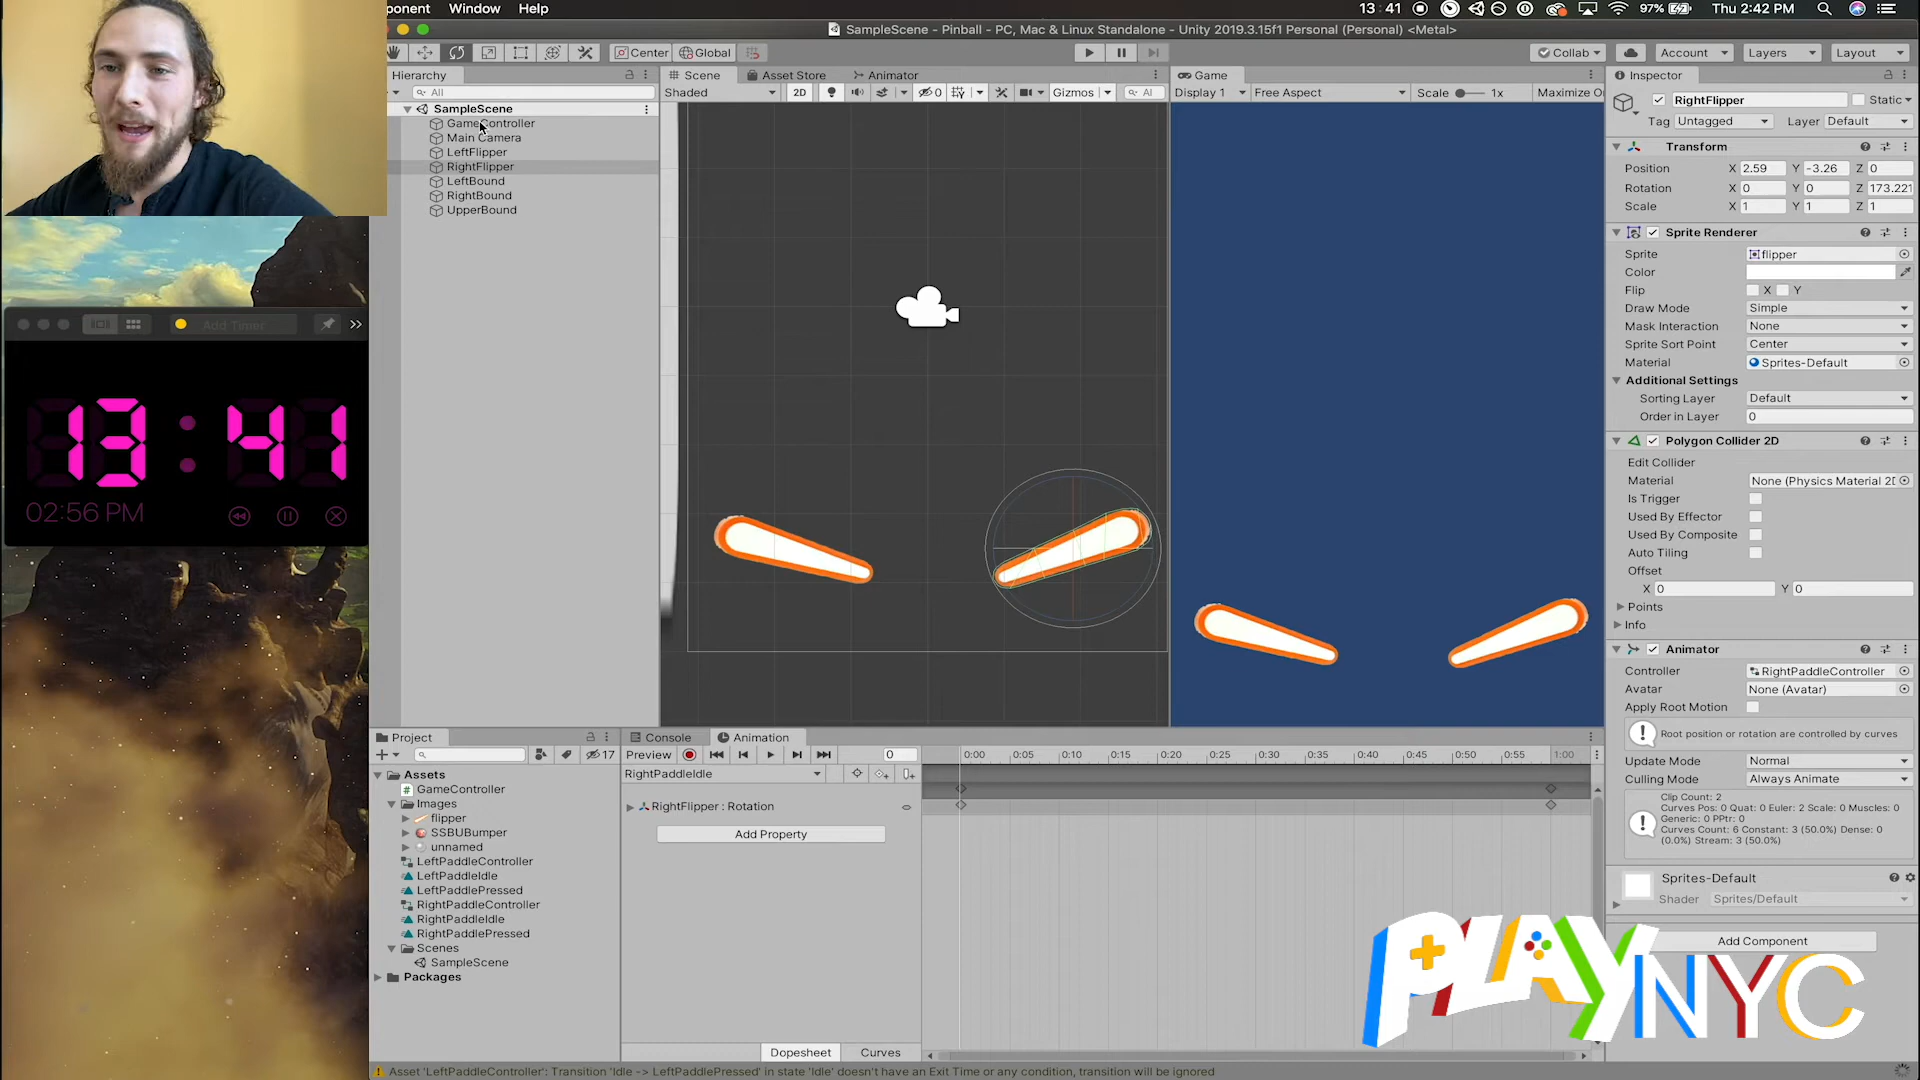 ponent Window Help
13:41 97% Thu 2:42 PM
SampleScene - Pinball - PC, Mac & Linux Standalone - Unity 2019.3.15f1 Personal (Personal) <Metal>
Center Global Collab Account Layers Layout
Hierarchy
All
SampleScene
GameController
Main Camera
LeftFlipper
RightFlipper
LeftBound
RightBound
UpperBound
Scene Asset Store Animator
Shaded 2D 0 Gizmos Al
Game
Display 1 Free Aspect Scale 1x Maximize O
Inspector
RightFlipper Static
Tag Untagged Layer Default
Transform
Position X 2.59 Y -3.26 Z 0
Rotation X 0 Y 0 Z 173.221
Scale X 1 Y 1 Z 1
Sprite Renderer
Sprite flipper
Color
Flip X Y
Draw Mode Simple
Mask Interaction None
Sprite Sort Point Center
Material Sprites-Default
Additional Settings
Sorting Layer Default
Order in Layer 0
Polygon Collider 2D
Edit Collider
Material None (Physics Material 2D
Is Trigger
Used By Effector
Used By Composite
Auto Tiling
Offset
X 0 Y 0
Points
Info
Animator
Controller RightPaddleController
Avatar None (Avatar)
Apply Root Motion
Root position or rotation are controlled by curves
Update Mode Normal
Culling Mode Always Animate
Clip Count: 2
Curves Pos: 0 Quat: 0 Euler: 2 Scale: 0 Muscles: 0
Generic: 0 PPtr: 0
Curves Count: 6 Constant: 3 (50.0%) Dense: 0
(0.0%) Stream: 3 (50.0%)
Sprites-Default
Shader Sprites/Default
Add Component
Add Timer
13:41
02:56 PM
Project
17
Assets
GameController
Images
flipper
SSBUBumper
unnamed
LeftPaddleController
LeftPaddleIdle
LeftPaddlePressed
RightPaddleController
RightPaddleIdle
RightPaddlePressed
Scenes
SampleScene
Packages
Console Animation
Preview 0
RightPaddleIdle
RightFlipper : Rotation
Add Property
0:00 0:05 0:10 0:15 0:20 0:25 0:30 0:35 0:40 0:45 0:50 0:55 1:00
Dopesheet Curves
PLAYNYC
Asset 'LeftPaddleController': Transition 'Idle -> LeftPaddlePressed' in state 'Idle' doesn't have an Exit Time or any condition, transition will be ignored